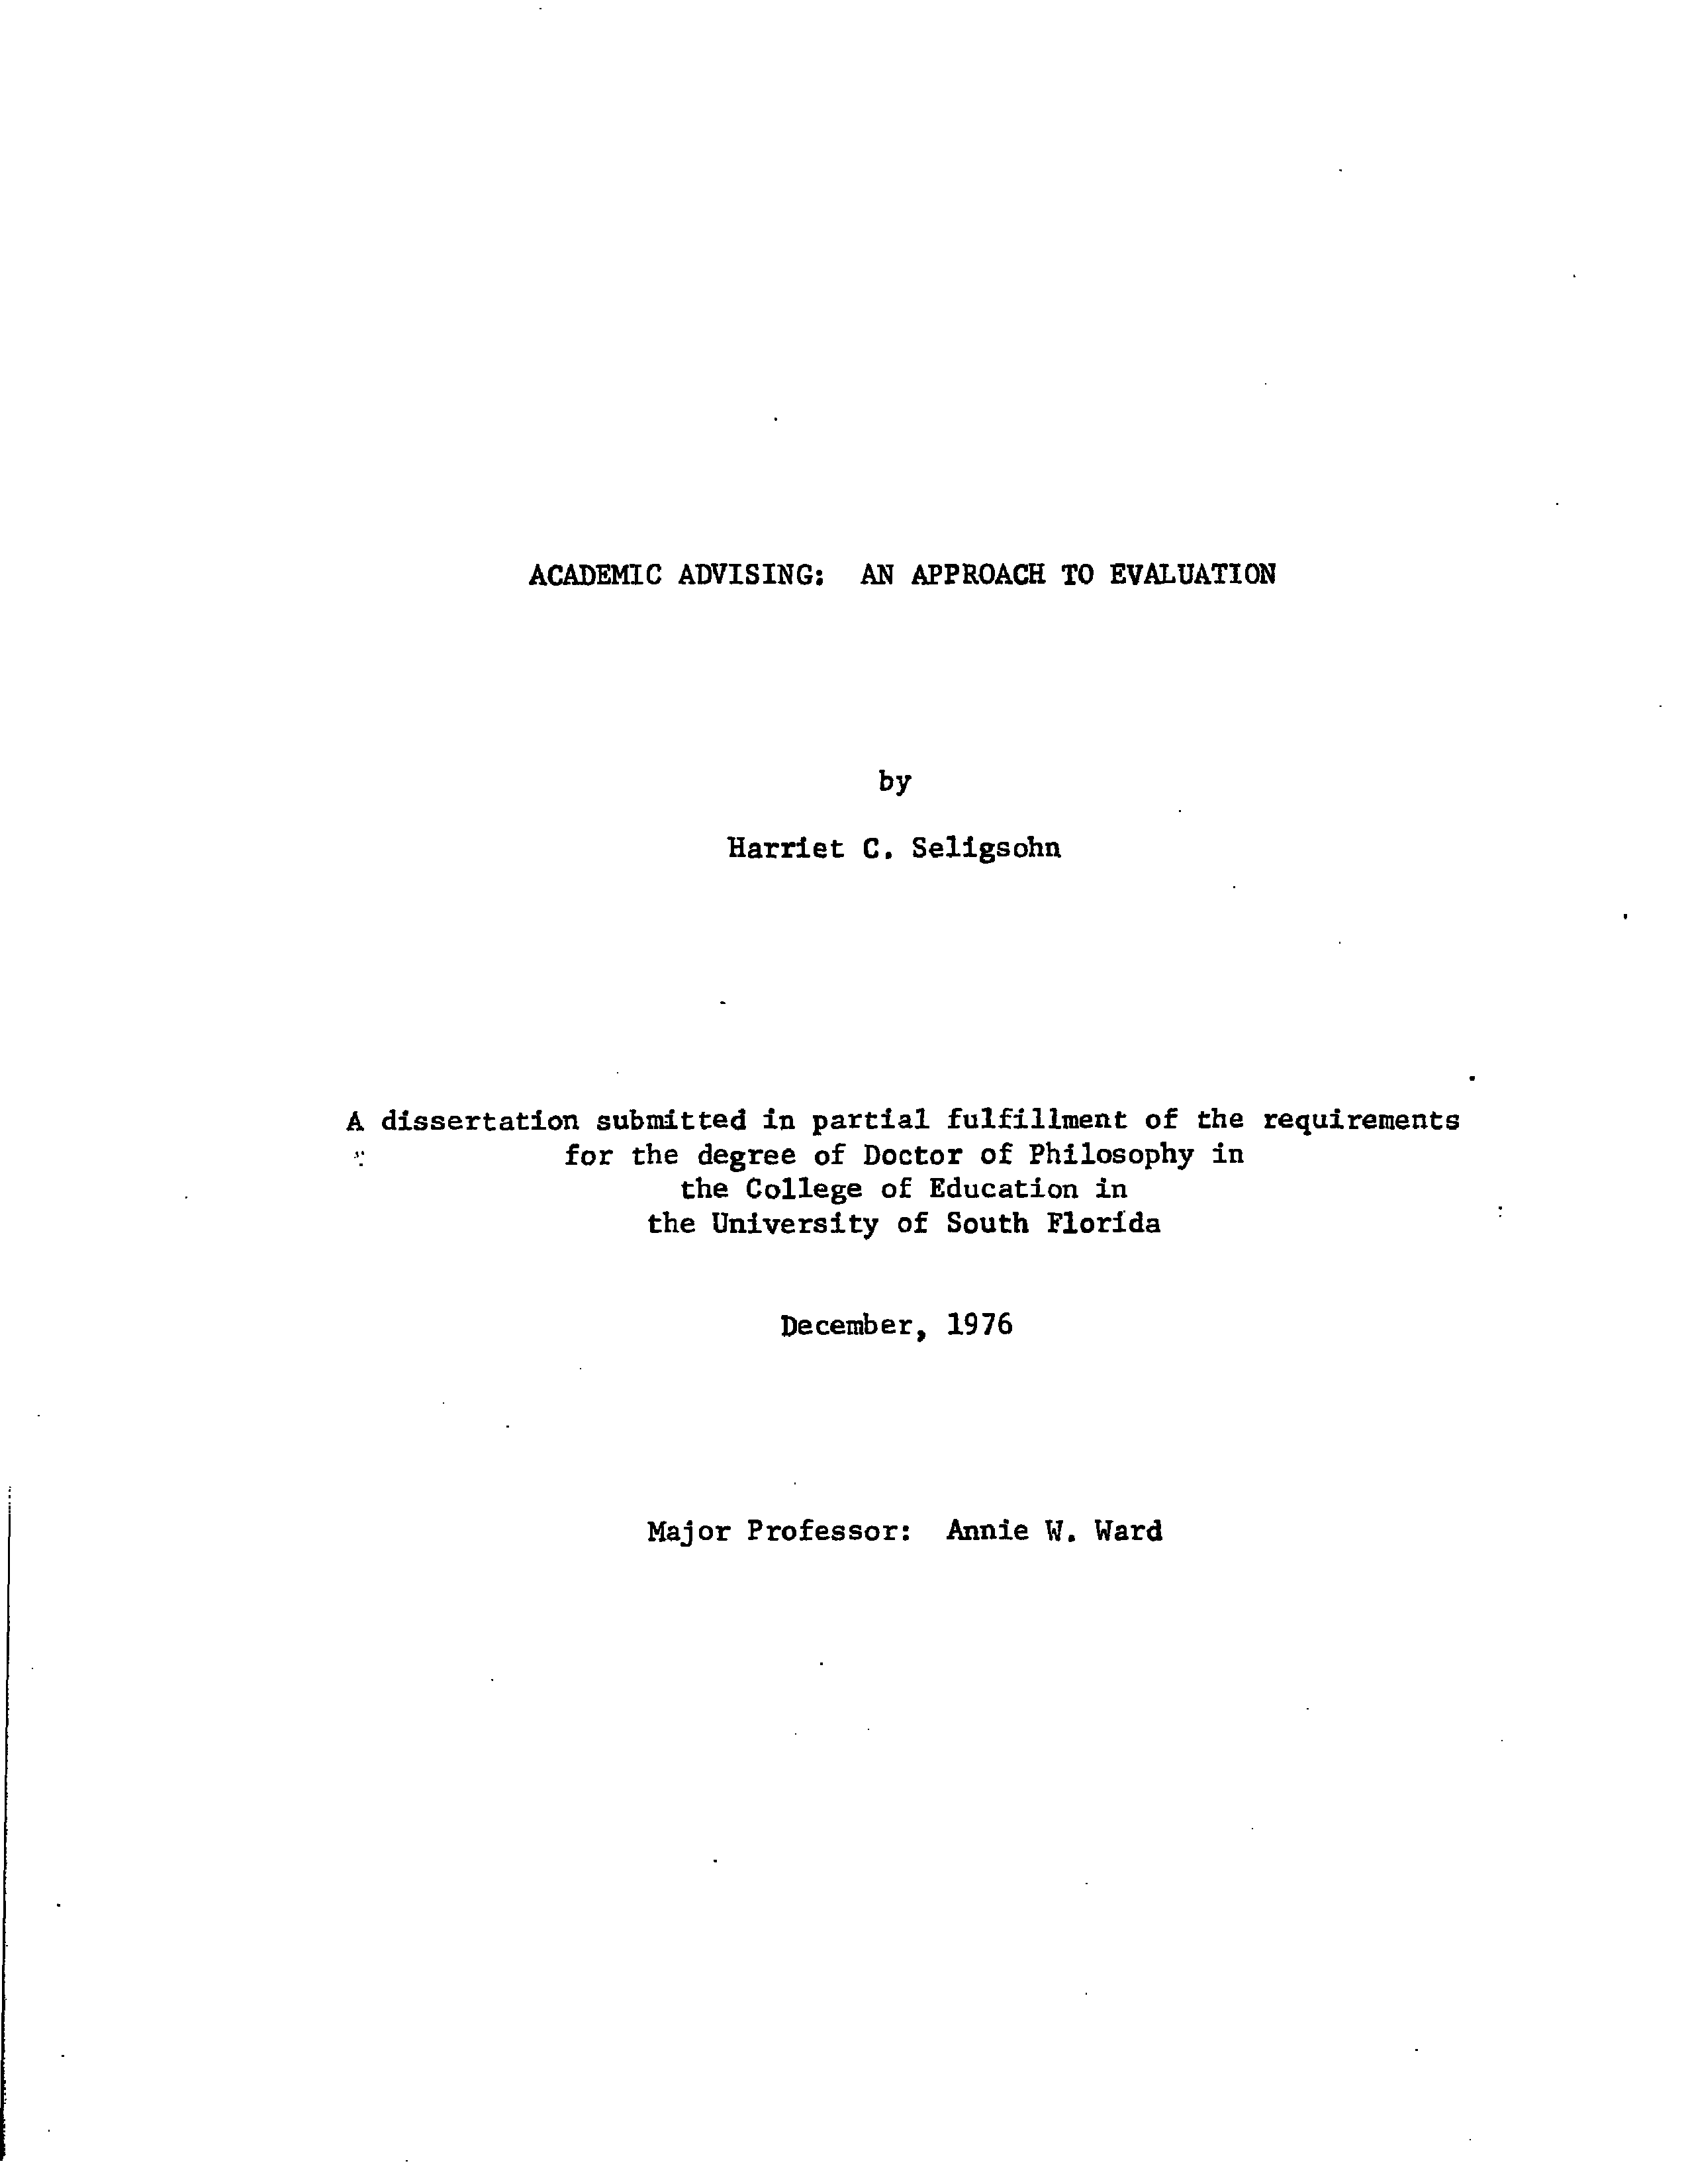 ACADEMIC ADVISING: AN APPROACH TO EVALUATION
by
Harriet C. Seligsohn
A dissertation submitted in partial fulfillment of the requirements
for the degree of Doctor of Philosophy in
the College of Education in
the University of South Florida
December, 1976
Major Professor: Annie W. Ward